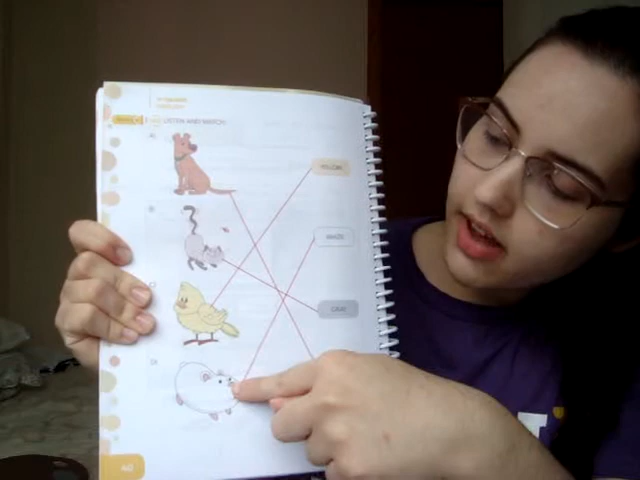 LISTEN AND MATCH
A)
YELLOW
B)
WHITE
C)
GRAY
D)
40